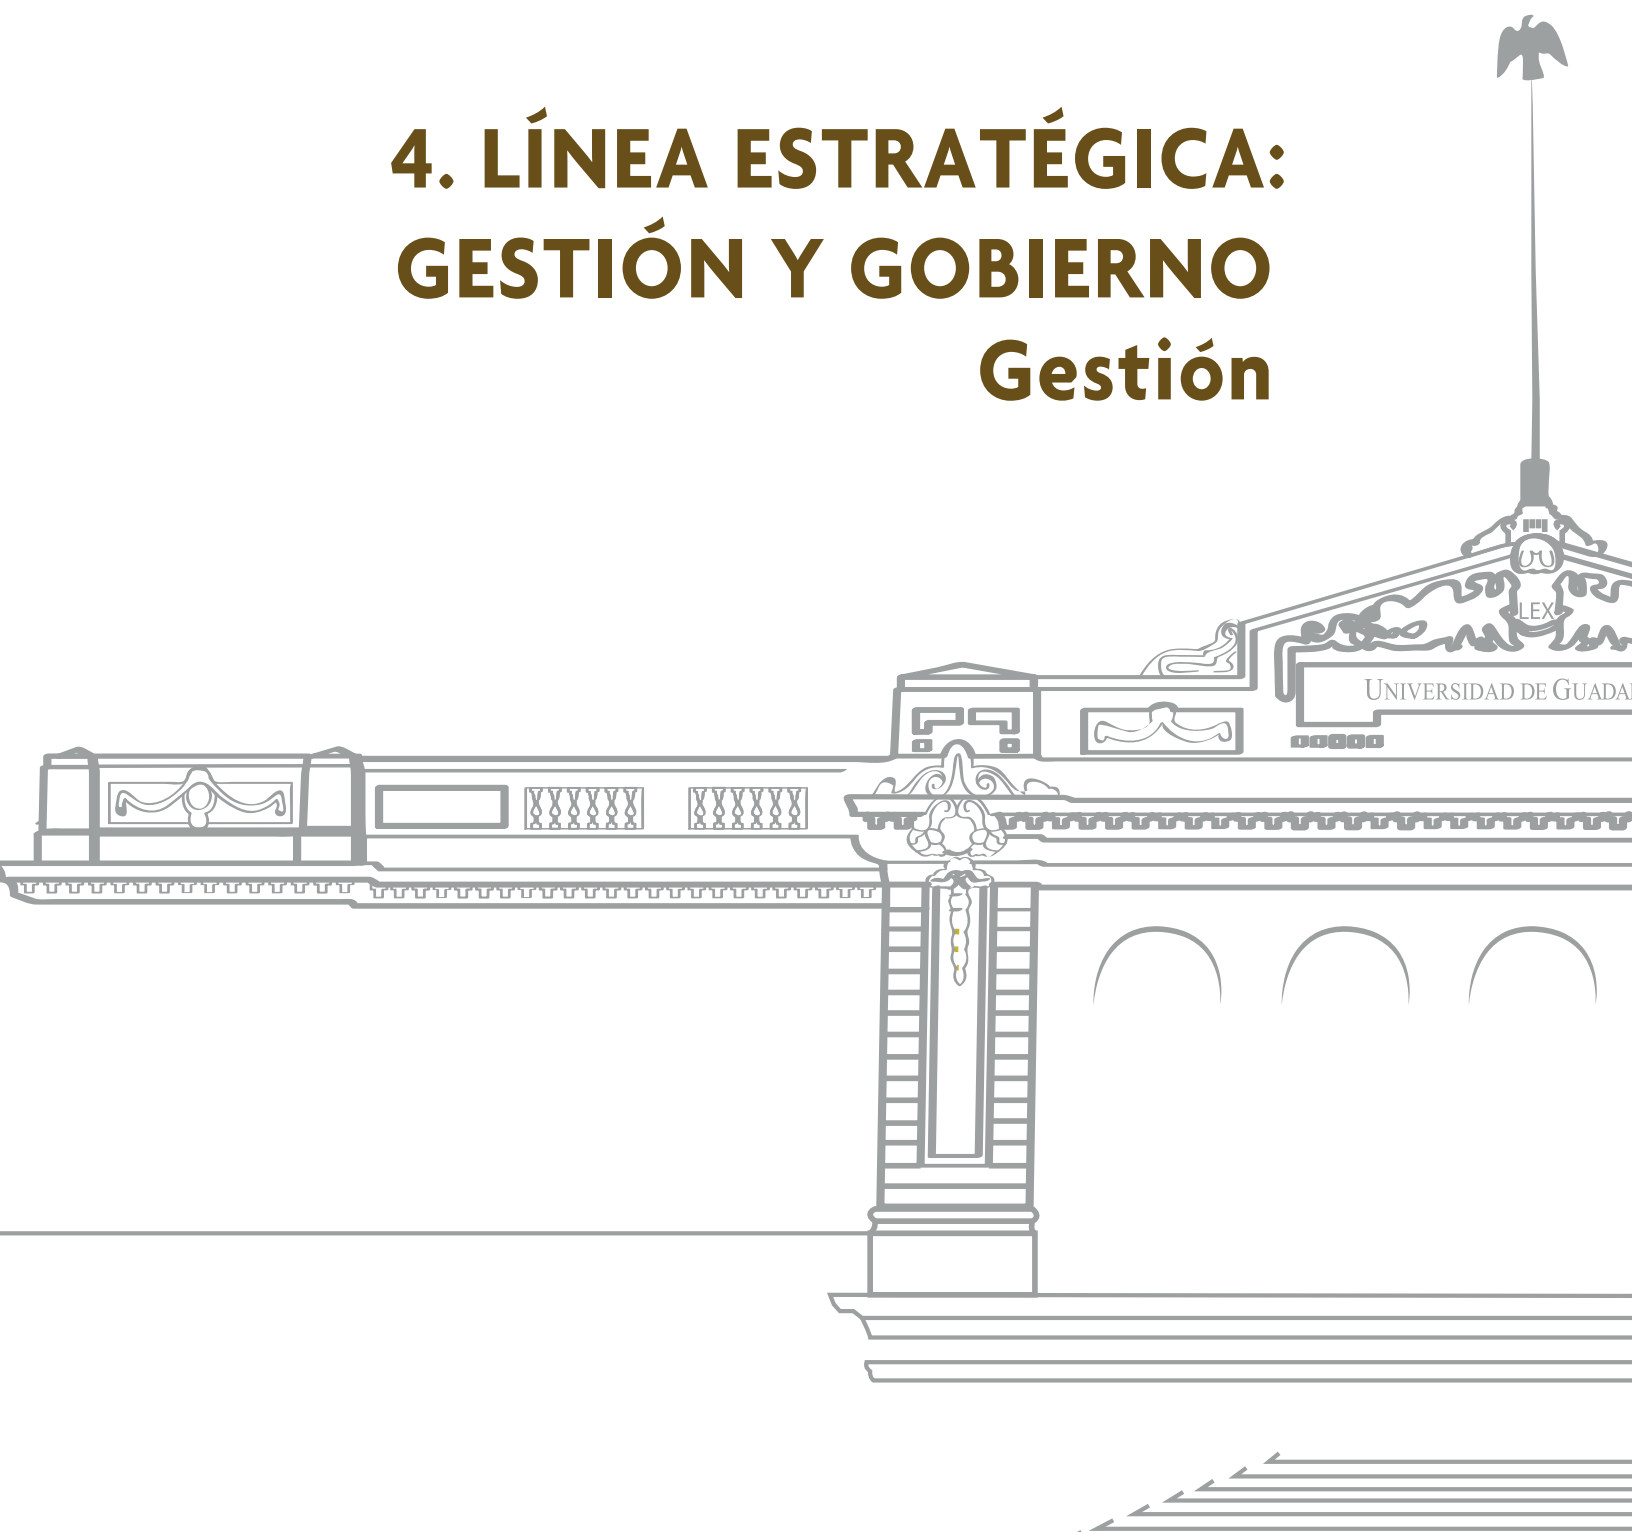 4. LÍNEA ESTRATÉGICA:
GESTIÓN Y GOBIERNO
Gestión
LEX
UNIVERSIDAD DE GUADA